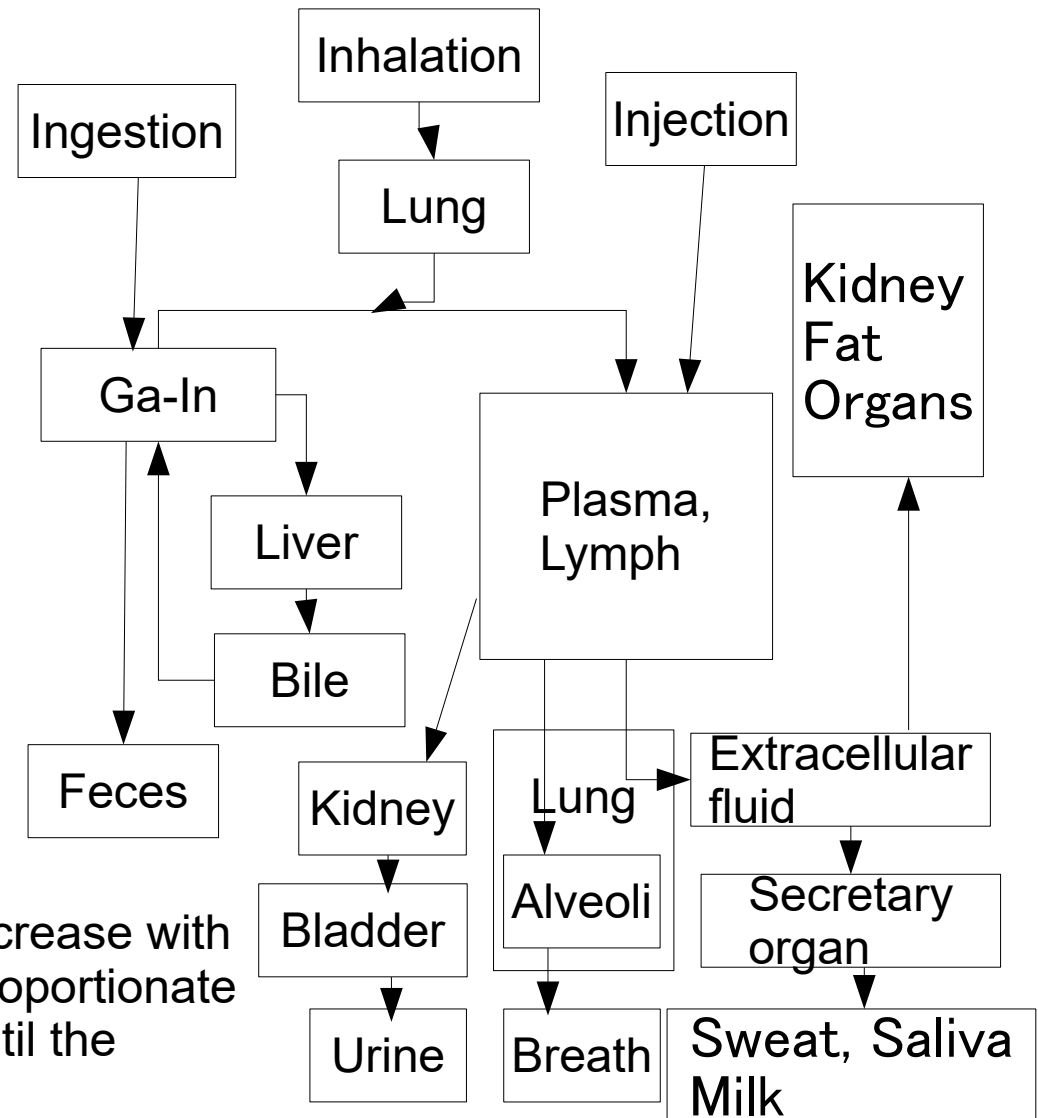 Inhalation
Ingestion
Injection
Lung
Kidney
Fat
Organs
Ga-In
Plasma,
Lymph
Liver
Bile
Feces
Kidney
Lung
Extracellular
fluid
Alveoli
Bladder
Secretary
organ
crease with
oportionate
til the
Urine
Breath
Sweat, Saliva
Milk